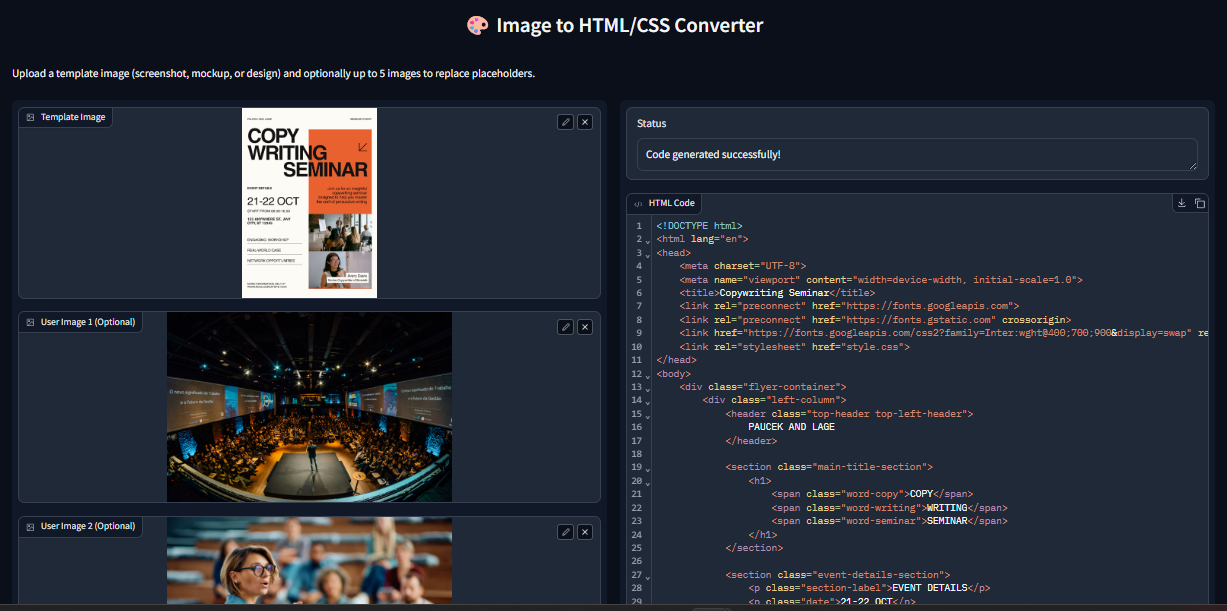 🎨 Image to HTML/CSS Converter
Upload a template image (screenshot, mockup, or design) and optionally up to 5 images to replace placeholders.
Template Image
COPY
WRITING
SEMINAR
EVENT DETAILS
21-22 OCT
ENGAGING WORKSHOP
REAL-WORLD CASE
NETWORK OPPORTUNITIES
User Image 1 (Optional)
User Image 2 (Optional)
Status
Code generated successfully!
HTML Code
1 <!DOCTYPE html>
2 <html lang="en">
3 <head>
4 <meta charset="UTF-8">
5 <meta name="viewport" content="width=device-width, initial-scale=1.0">
6 <title>Copywriting Seminar</title>
7 <link rel="preconnect" href="https://fonts.googleapis.com">
8 <link rel="preconnect" href="https://fonts.gstatic.com" crossorigin>
9 <link href="https://fonts.googleapis.com/css2?family=Inter:wght@400;700;900&display=swap" re
10 <link rel="stylesheet" href="style.css">
11 </head>
12 <body>
13 <div class="flyer-container">
14 <div class="left-column">
15 <header class="top-header top-left-header">
16 PAUCEK AND LAGE
17 </header>
18
19 <section class="main-title-section">
20 <h1>
21 <span class="word-copy">COPY</span>
22 <span class="word-writing">WRITING</span>
23 <span class="word-seminar">SEMINAR</span>
24 </h1>
25 </section>
26
27 <section class="event-details-section">
28 <p class="section-label">EVENT DETAILS</p>
29 <p class="date">21-22 OCT</p>